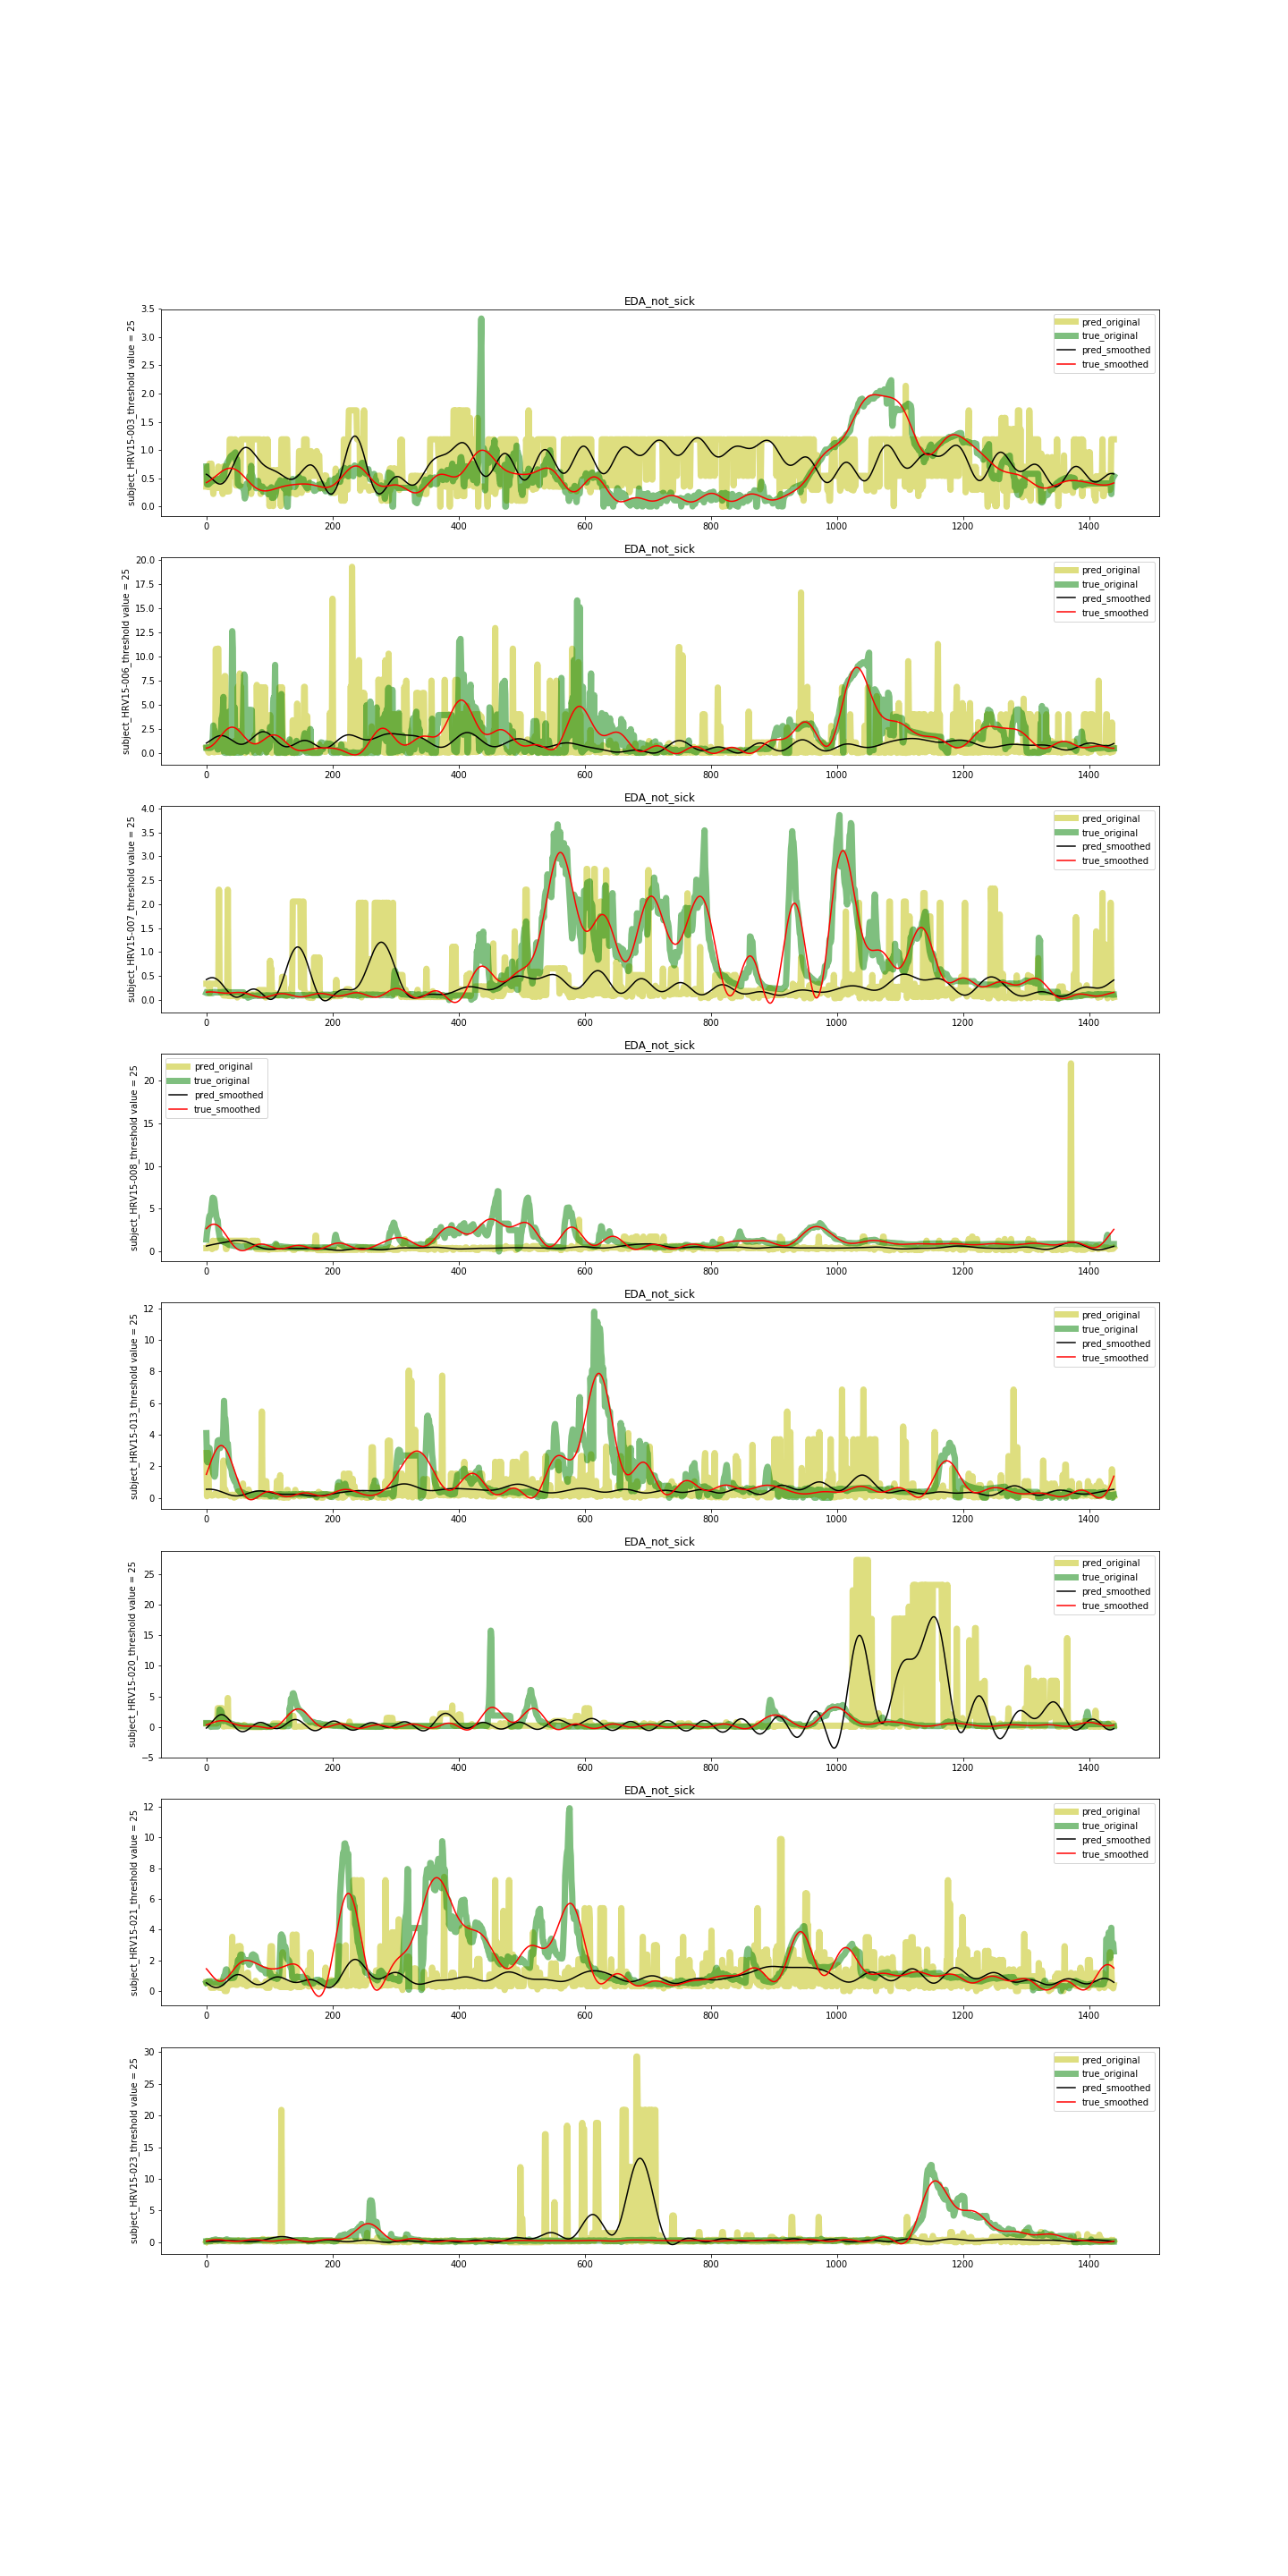 EDA_not_sick
subject_HRV15-003_threshold value = 25
3.5
3.0
2.5
2.0
1.5
1.0
0.5
0.0
pred_original
true_original
pred_smoothed
true_smoothed
0 200 400 600 800 1000 1200 1400
EDA_not_sick
subject_HRV15-006_threshold value = 25
20.0
17.5
15.0
12.5
10.0
7.5
5.0
2.5
0.0
pred_original
true_original
pred_smoothed
true_smoothed
0 200 400 600 800 1000 1200 1400
EDA_not_sick
subject_HRV15-007_threshold value = 25
4.0
3.5
3.0
2.5
2.0
1.5
1.0
0.5
0.0
pred_original
true_original
pred_smoothed
true_smoothed
0 200 400 600 800 1000 1200 1400
EDA_not_sick
subject_HRV15-008_threshold value = 25
20
15
10
5
0
pred_original
true_original
pred_smoothed
true_smoothed
0 200 400 600 800 1000 1200 1400
EDA_not_sick
subject_HRV15-013_threshold value = 25
12
10
8
6
4
2
0
pred_original
true_original
pred_smoothed
true_smoothed
0 200 400 600 800 1000 1200 1400
EDA_not_sick
subject_HRV15-020_threshold value = 25
25
20
15
10
5
0
−5
pred_original
true_original
pred_smoothed
true_smoothed
0 200 400 600 800 1000 1200 1400
EDA_not_sick
subject_HRV15-021_threshold value = 25
12
10
8
6
4
2
0
pred_original
true_original
pred_smoothed
true_smoothed
0 200 400 600 800 1000 1200 1400
subject_HRV15-023_threshold value = 25
30
25
20
15
10
5
0
pred_original
true_original
pred_smoothed
true_smoothed
0 200 400 600 800 1000 1200 1400